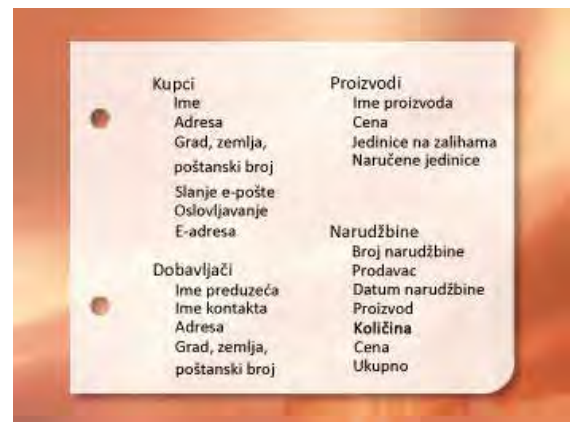 Kupci
Ime
Adresa
Grad, zemlja,
poštanski broj
Slanje e-pošte
Oslovljavanje
E-adresa
Dobavljači
Ime preduzeća
Ime kontakta
Adresa
Grad, zemlja,
poštanski broj
Proizvodi
Ime proizvoda
Cena
Jedinice na zalihama
Naručene jedinice
Narudžbine
Broj narudžbine
Prodavac
Datum narudžbine
Proizvod
Količina
Cena
Ukupno